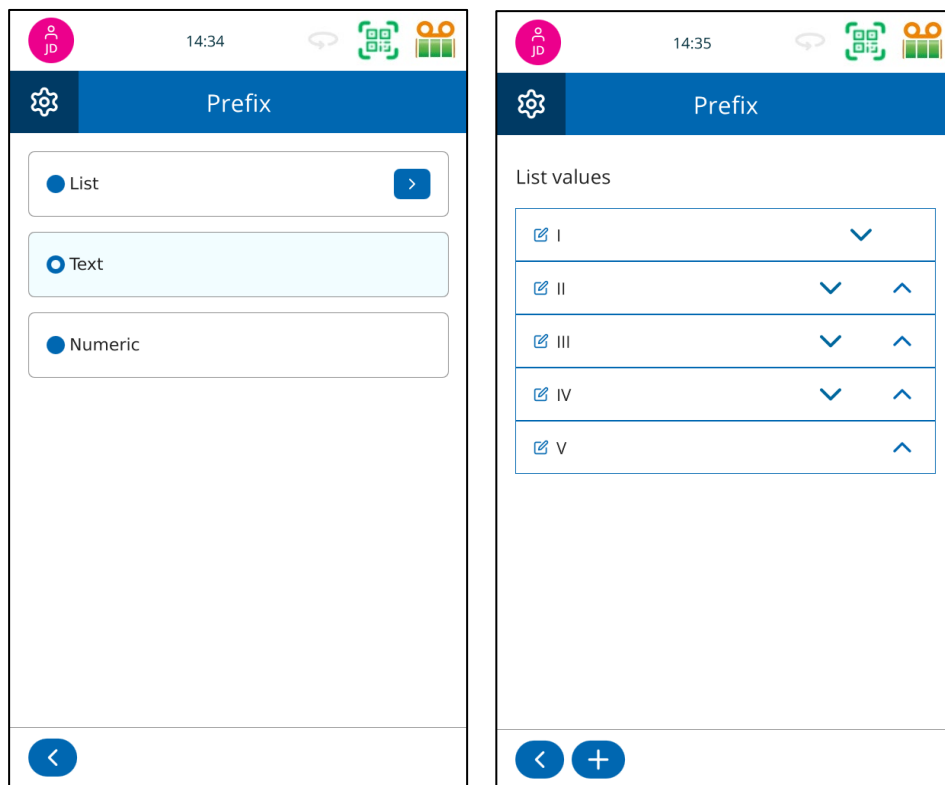 JD
14:34
Prefix
List
Text
Numeric
JD
14:35
Prefix
List values
I
II
III
IV
V